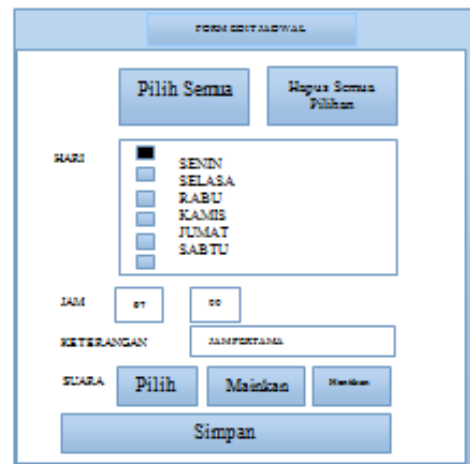 FORM EDIT JADWAL
Pilih Semua
Hapus Semua
Pilihan
HARI
SENIN
SELASA
RABU
KAMIS
JUMAT
SABTU
JAM
07
00
KETERANGAN
JAM PERTAMA
SUARA
Pilih
Mainkan
Simpan